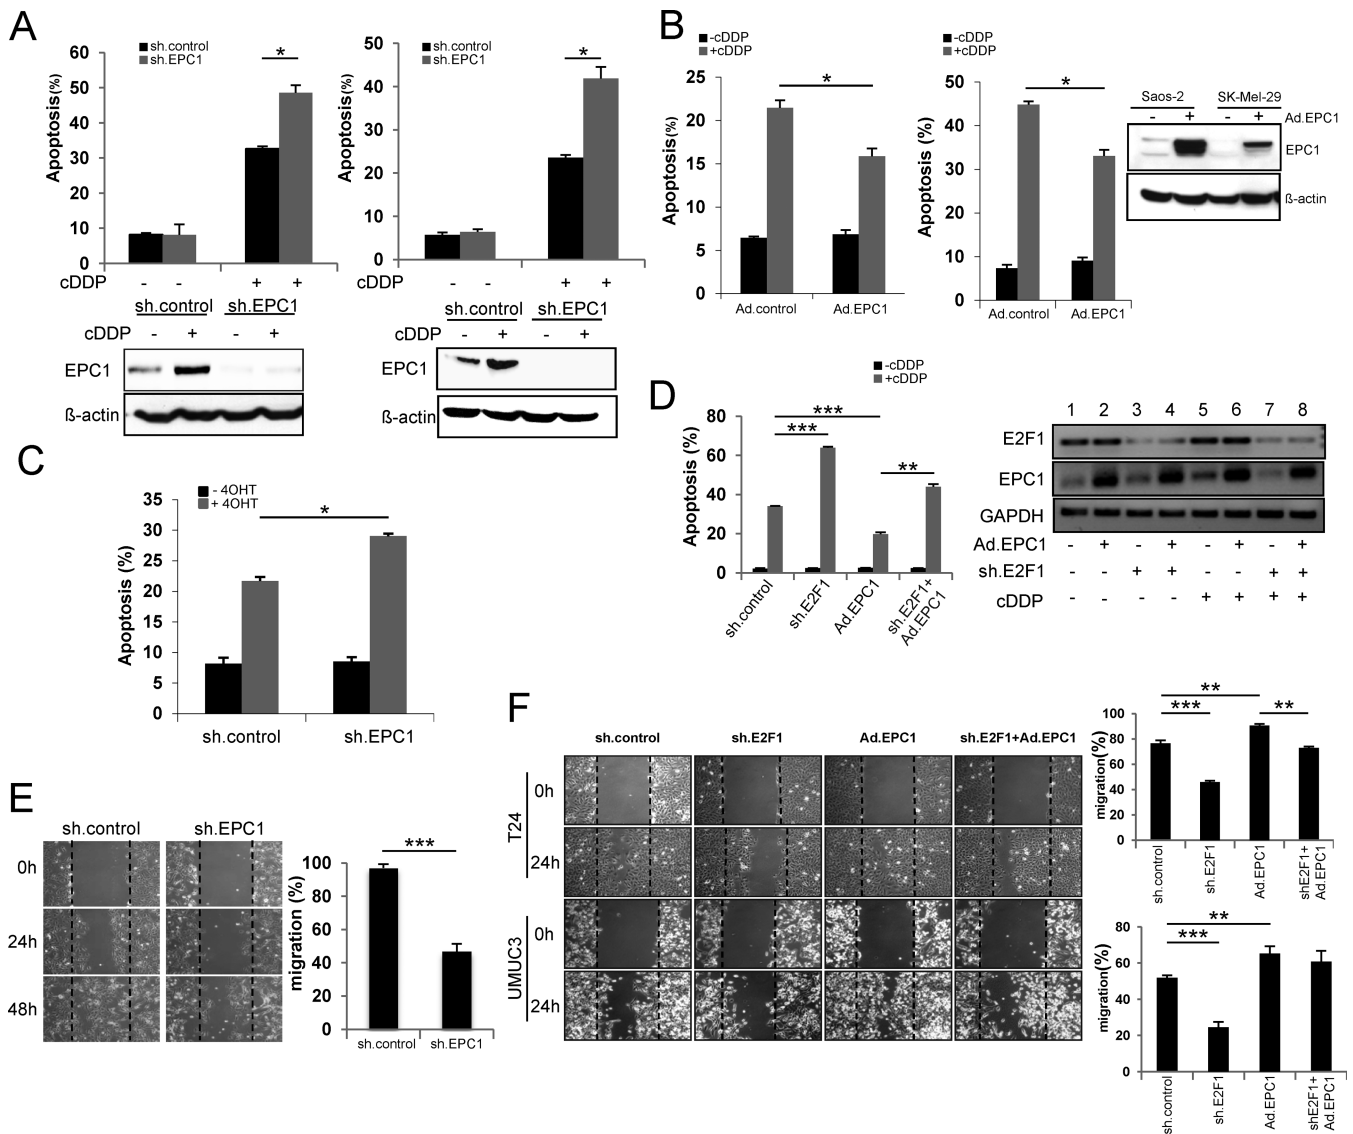 A
sh.control
sh.EPC1
*
Apoptosis(%)
60
50
40
30
20
10
0
cDDP - - + +
sh.control sh.EPC1
cDDP - + - +
EPC1
ß-actin
sh.control
sh.EPC1
*
Apoptosis(%)
50
40
30
20
10
0
cDDP - - + +
sh.control sh.EPC1
cDDP - + - +
EPC1
ß-actin
B
-cDDP
+cDDP
*
Apoptosis(%)
25
20
15
10
5
0
Ad.control Ad.EPC1
-cDDP
+cDDP
*
Apoptosis (%)
50
40
30
20
10
0
Ad.control Ad.EPC1
Saos-2 SK-Mel-29
- + - + Ad.EPC1
EPC1
ß-actin
C
- 4OHT
+ 4OHT
*
Apoptosis (%)
35
30
25
20
15
10
5
0
sh.control sh.EPC1
D
-cDDP
+cDDP
***
***
**
Apoptosis (%)
80
60
40
20
0
sh.control
sh.E2F1
Ad.EPC1
sh.E2F1+
Ad.EPC1
1 2 3 4 5 6 7 8
E2F1
EPC1
GAPDH
Ad.EPC1 - + - + - + - +
sh.E2F1 - - + + - - + +
cDDP - - - - + + + +
E
sh.control sh.EPC1
0h
24h
48h
***
migration (%)
100
80
60
40
20
0
sh.control sh.EPC1
F
sh.control sh.E2F1 Ad.EPC1 sh.E2F1+Ad.EPC1
T24
0h
24h
UMUC3
0h
24h
**
*** **
migration(%)
100
80
60
40
20
0
sh.control
sh.E2F1
Ad.EPC1
shE2F1+
Ad.EPC1
**
***
migration(%)
80
60
40
20
0
sh.control
sh.E2F1
Ad.EPC1
shE2F1+
Ad.EPC1